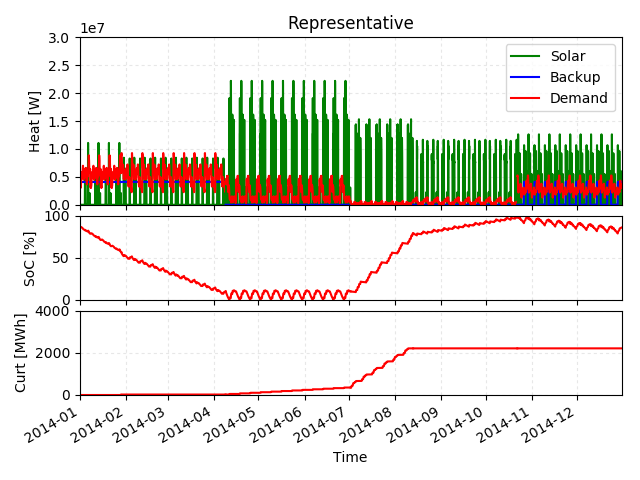 Representative
1e7
3.0
2.5
2.0
1.5
1.0
0.5
0.0
Heat [W]
Solar
Backup
Demand
100
50
0
SoC [%]
4000
2000
0
Curt [MWh]
2014-01
2014-02
2014-03
2014-04
2014-05
2014-06
2014-07
2014-08
2014-09
2014-10
2014-11
2014-12
Time